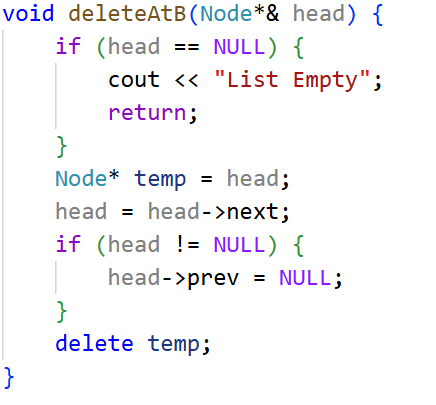 void deleteAtB(Node*& head) {
    if (head == NULL) {
        cout << "List Empty";
        return;
    }
    Node* temp = head;
    head = head->next;
    if (head != NULL) {
        head->prev = NULL;
    }
    delete temp;
}